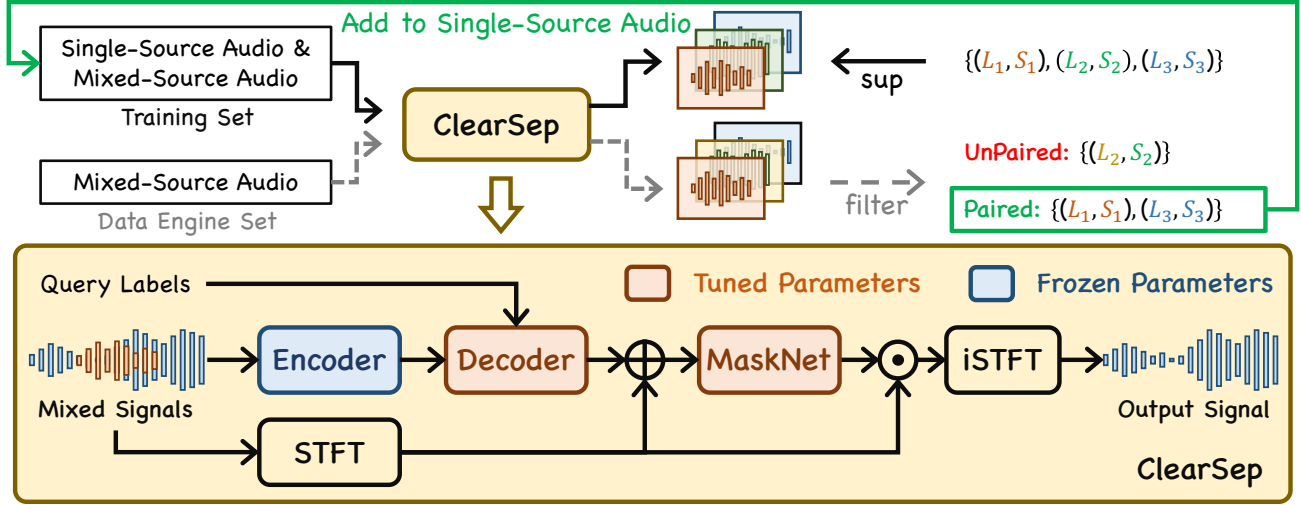 Add to Single-Source Audio
Single-Source Audio &
Mixed-Source Audio
Training Set
ClearSep
sup
{(L₁, S₁), (L₂, S₂), (L₃, S₃)}
Mixed-Source Audio
Data Engine Set
filter
UnPaired: {(L₂, S₂)}
Paired: {(L₁, S₁), (L₃, S₃)}
Query Labels
Tuned Parameters
Frozen Parameters
Encoder
Decoder
MaskNet
iSTFT
Mixed Signals
Output Signal
STFT
ClearSep